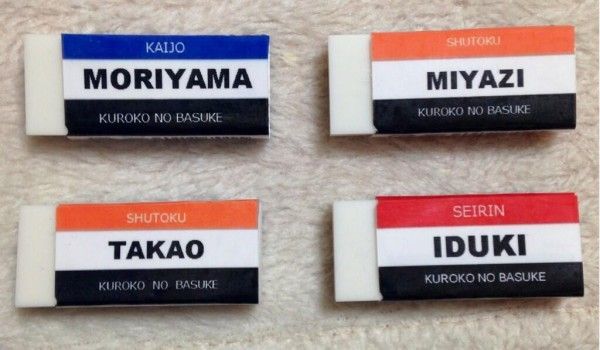 KAIJO
MORIYAMA
KUROKO NO BASUKE
SHUTOKU
MIYAZI
KUROKO NO BASUKE
SHUTOKU
TAKAO
KUROKO NO BASUKE
SEIRIN
IDUKI
KUROKO NO BASUKE